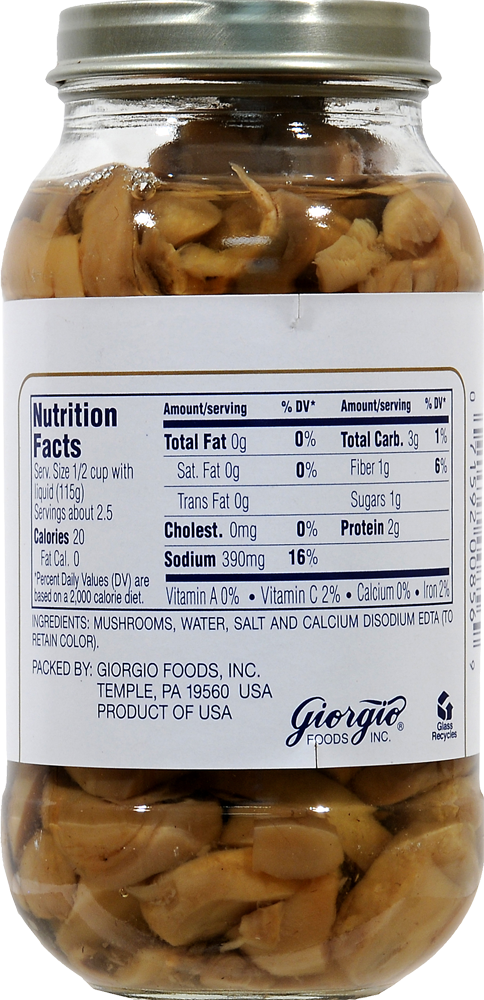 Nutrition
Facts
Serv. Size 1/2 cup with
liquid (115g)
Servings about 2.5
Calories 20
Fat Cal. 0
*Percent Daily Values (DV) are
based on a 2,000 calorie diet.
Amount/serving % DV* Amount/serving % DV*
Total Fat 0g 0% Total Carb. 3g 1%
Sat. Fat 0g 0% Fiber 1g 6%
Trans Fat 0g Sugars 1g
Cholest. 0mg 0% Protein 2g
Sodium 390mg 16%
Vitamin A 0% • Vitamin C 2% • Calcium 0% • Iron 2%
INGREDIENTS: MUSHROOMS, WATER, SALT AND CALCIUM DISODIUM EDTA (TO
RETAIN COLOR).
PACKED BY: GIORGIO FOODS, INC.
TEMPLE, PA 19560 USA
PRODUCT OF USA
Giorgio®
FOODS INC.
Glass
Recycles
0 71592 00856 9